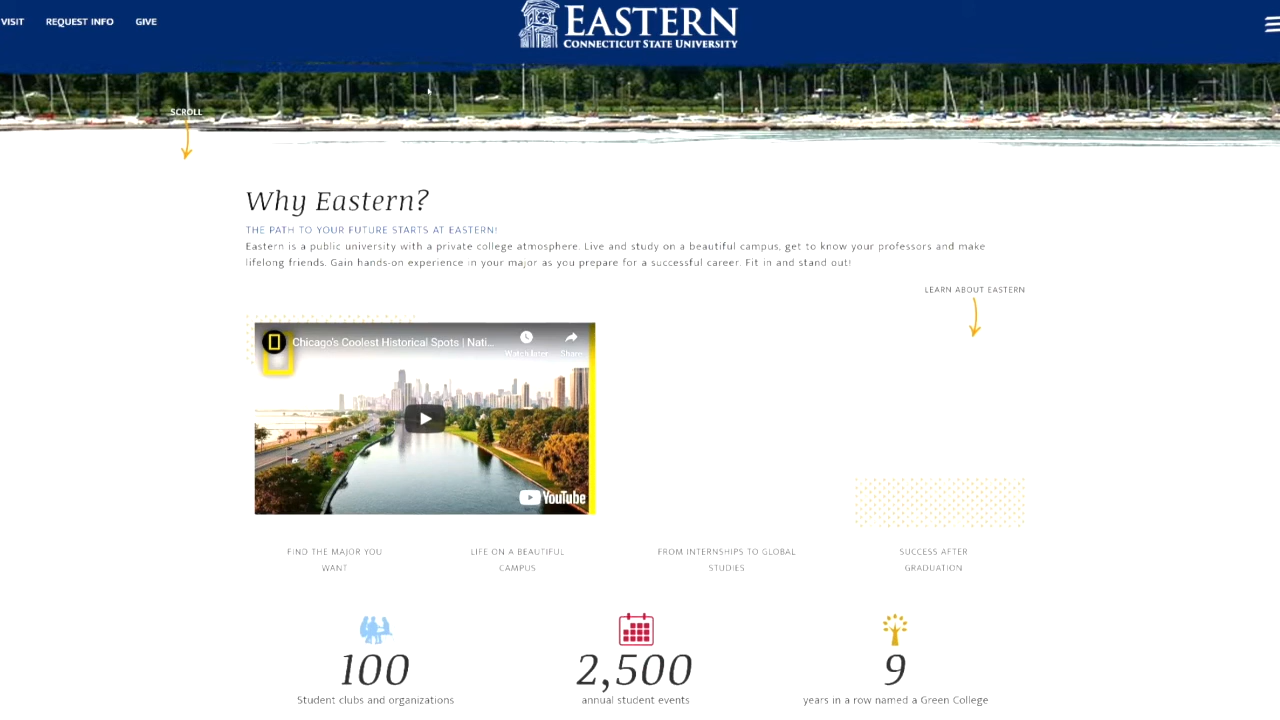 VISIT REQUEST INFO GIVE
EASTERN
CONNECTICUT STATE UNIVERSITY
SCROLL
Why Eastern?
THE PATH TO YOUR FUTURE STARTS AT EASTERN!
Eastern is a public university with a private college atmosphere. Live and study on a beautiful campus, get to know your professors and make
lifelong friends. Gain hands-on experience in your major as you prepare for a successful career. Fit in and stand out!
LEARN ABOUT EASTERN
Chicago's Coolest Historical Spots | Nati...
Watch later Share
YouTube
FIND THE MAJOR YOU
WANT
LIFE ON A BEAUTIFUL
CAMPUS
FROM INTERNSHIPS TO GLOBAL
STUDIES
SUCCESS AFTER
GRADUATION
100
Student clubs and organizations
2,500
annual student events
9
years in a row named a Green College